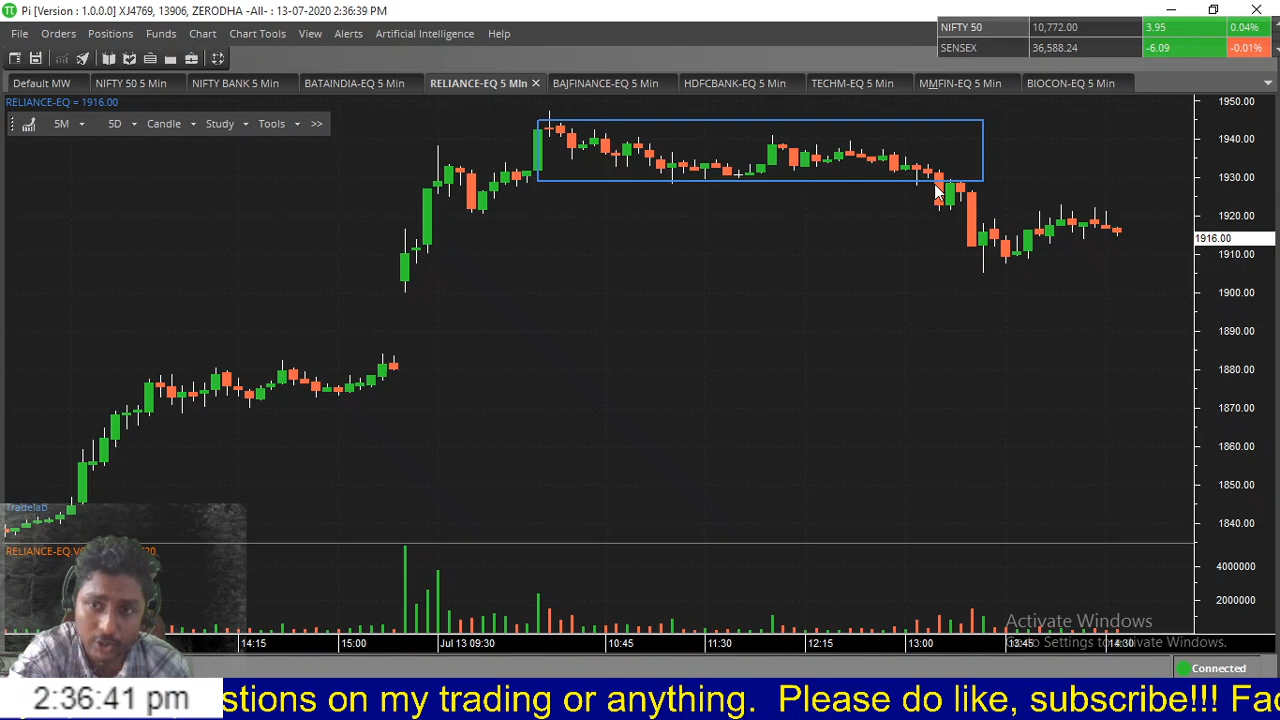 Pi [Version : 1.0.0.0] XJ4769, 13906, ZERODHA -All- : 13-07-2020 2:36:39 PM
File Orders Positions Funds Chart Chart Tools View Alerts Artificial Intelligence Help
NIFTY 50 10,772.00 3.95 0.04%
SENSEX 36,588.24 -6.09 -0.01%
Default MW NIFTY 50 5 Min NIFTY BANK 5 Min BATAINDIA-EQ 5 Min RELIANCE-EQ 5 Min BAJFINANCE-EQ 5 Min HDFCBANK-EQ 5 Min TECHM-EQ 5 Min MMFIN-EQ 5 Min BIOCON-EQ 5 Min
RELIANCE-EQ = 1916.00
5M 5D Candle Study Tools >>
1950.00
1940.00
1930.00
1920.00
1916.00
1910.00
1900.00
1890.00
1880.00
1870.00
1860.00
1850.00
1840.00
Tradelab
RELIANCE-EQ.
4000000
2000000
Activate Windows
Go to Settings to Activate Windows.
14:15 15:00 Jul 13 09:30 10:45 11:30 12:15 13:00 13:45 14:30
Connected
2:36:41 pm
stions on my trading or anything. Please do like, subscribe!!! Fac